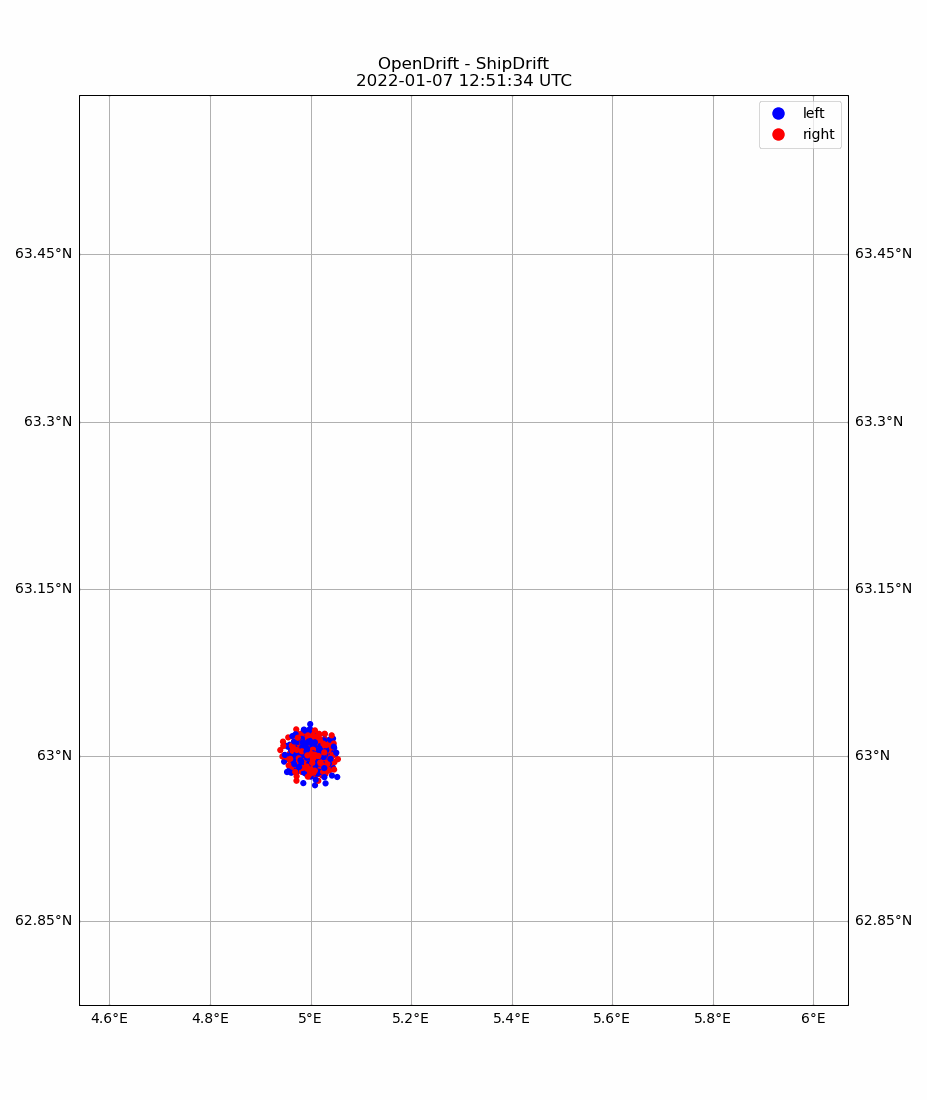 OpenDrift - ShipDrift
2022-01-07 12:51:34 UTC
left
right
63.45°N 63.45°N
63.3°N 63.3°N
63.15°N 63.15°N
63°N 63°N
62.85°N 62.85°N
4.6°E 4.8°E 5°E 5.2°E 5.4°E 5.6°E 5.8°E 6°E